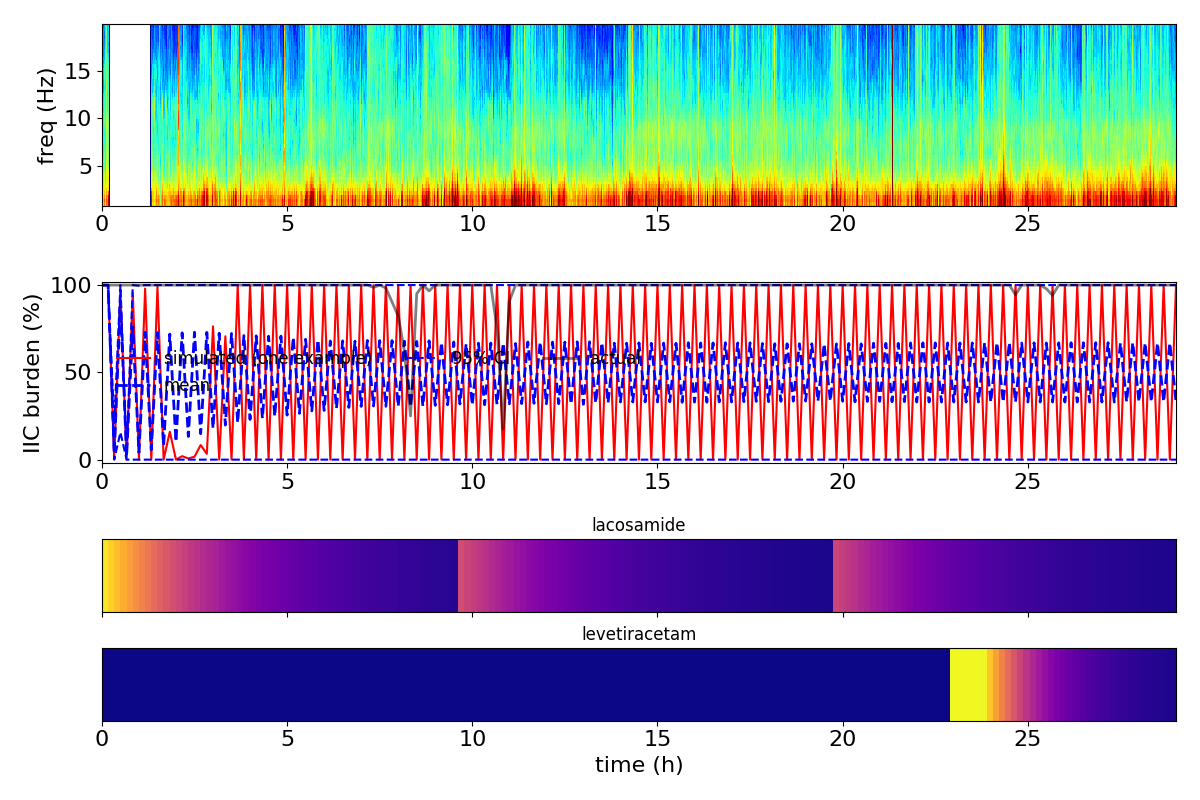 freq (Hz)
15
10
5
0 5 10 15 20 25
IIC burden (%)
100
50
0
simulated (one example) 95% CI actual
mean
0 5 10 15 20 25
lacosamide
levetiracetam
0 5 10 15 20 25
time (h)